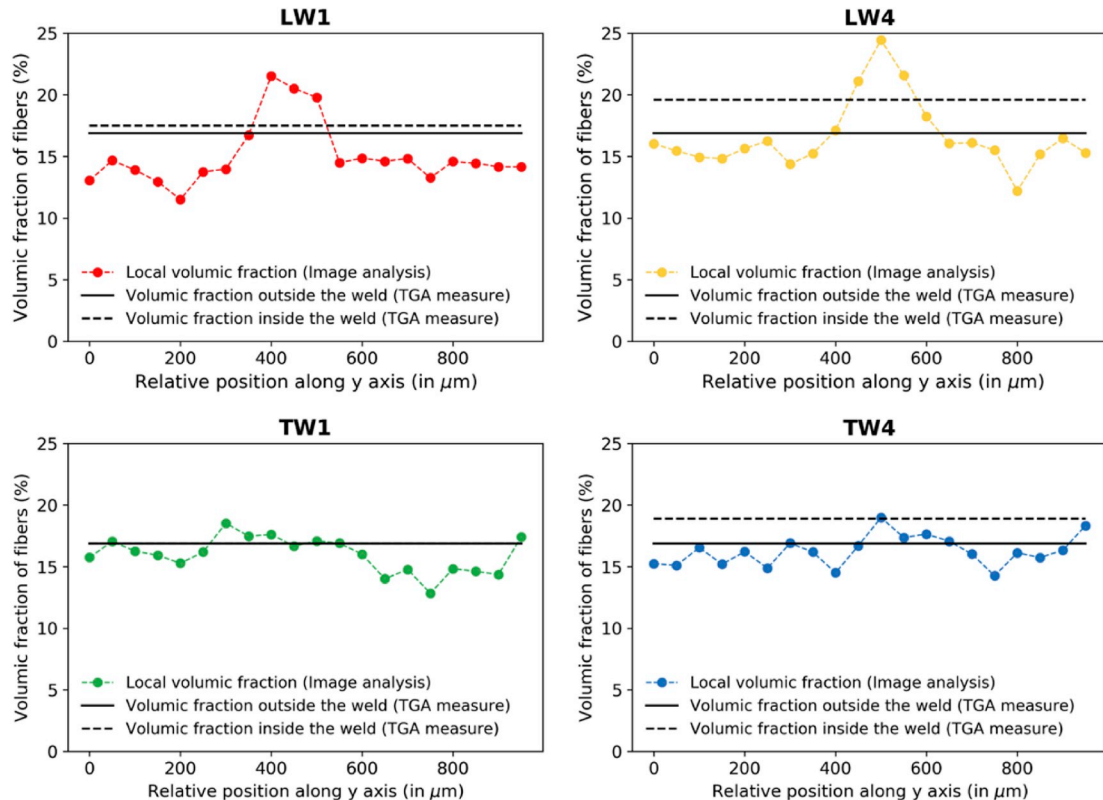 LW1
Volumic fraction of fibers (%)
25
20
15
10
5
0
Local volumic fraction (Image analysis)
Volumic fraction outside the weld (TGA measure)
Volumic fraction inside the weld (TGA measure)
0 200 400 600 800
Relative position along y axis (in μm)
LW4
Volumic fraction of fibers (%)
25
20
15
10
5
0
Local volumic fraction (Image analysis)
Volumic fraction outside the weld (TGA measure)
Volumic fraction inside the weld (TGA measure)
0 200 400 600 800
Relative position along y axis (in μm)
TW1
Volumic fraction of fibers (%)
25
20
15
10
5
0
Local volumic fraction (Image analysis)
Volumic fraction outside the weld (TGA measure)
Volumic fraction inside the weld (TGA measure)
0 200 400 600 800
Relative position along y axis (in μm)
TW4
Volumic fraction of fibers (%)
25
20
15
10
5
0
Local volumic fraction (Image analysis)
Volumic fraction outside the weld (TGA measure)
Volumic fraction inside the weld (TGA measure)
0 200 400 600 800
Relative position along y axis (in μm)